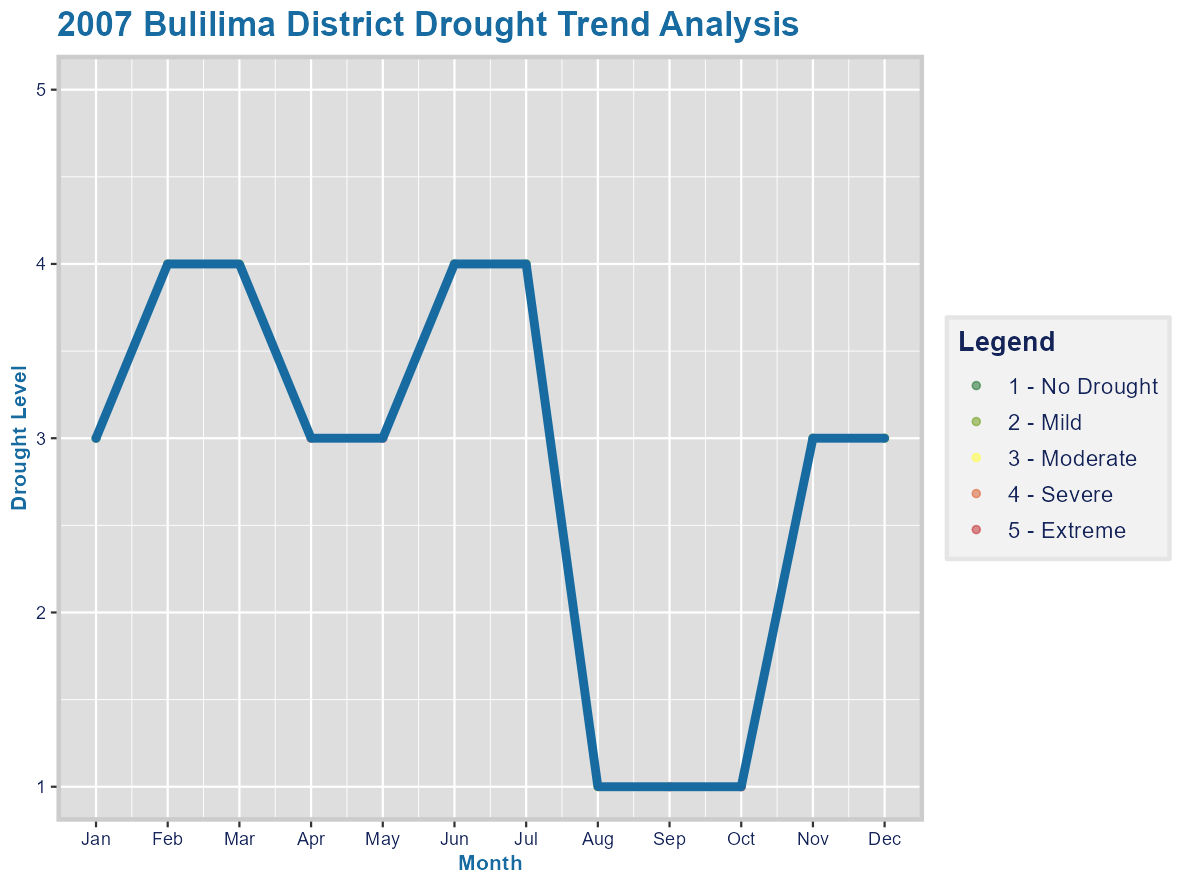 2007 Bulilima District Drought Trend Analysis
5
4
3
2
1
Drought Level
Jan Feb Mar Apr May Jun Jul Aug Sep Oct Nov Dec
Month
Legend
1 - No Drought
2 - Mild
3 - Moderate
4 - Severe
5 - Extreme